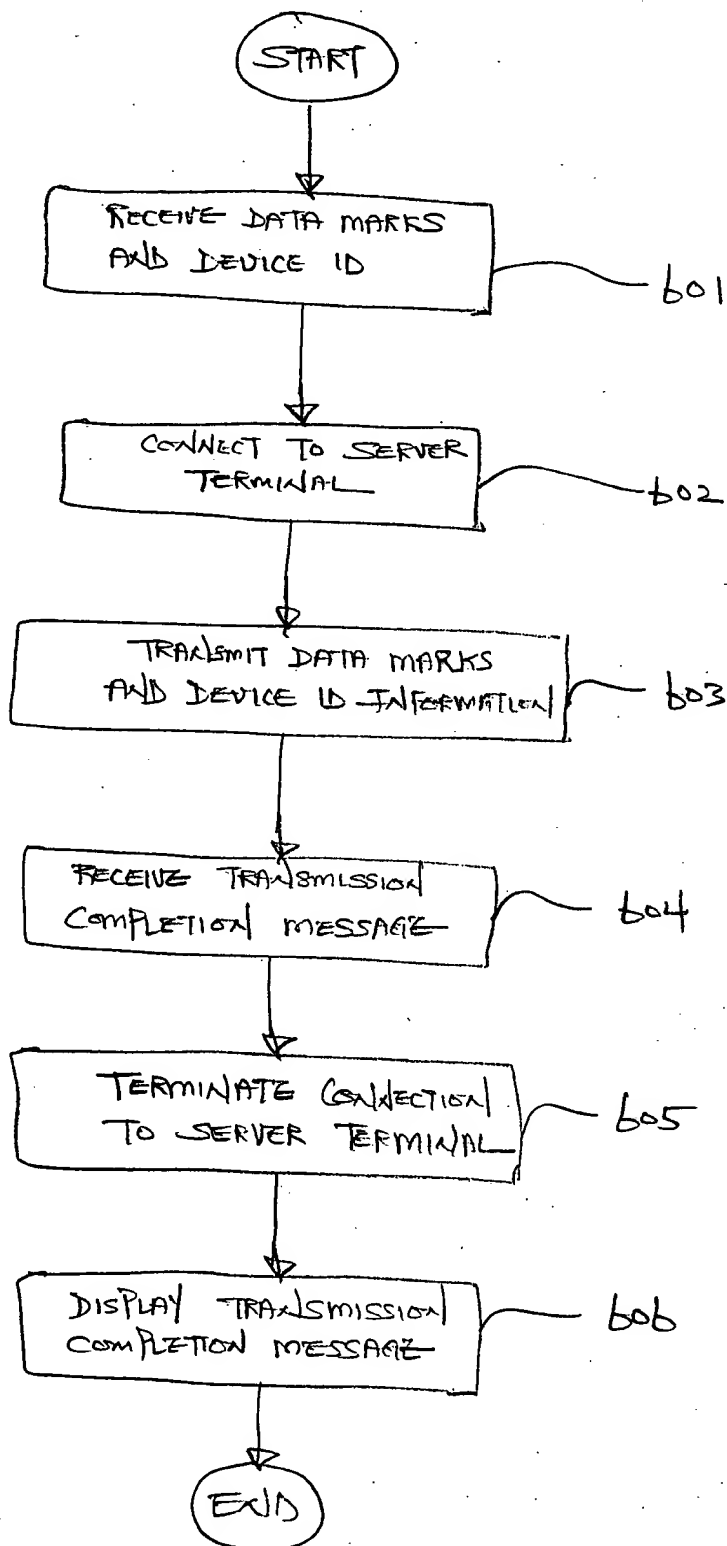 START
RECEIVE DATA MARKS
AND DEVICE ID
601
CONNECT TO SERVER
TERMINAL
602
TRANSMIT DATA MARKS
AND DEVICE ID INFORMATION
603
RECEIVE TRANSMISSION
COMPLETION MESSAGE
604
TERMINATE CONNECTION
TO SERVER TERMINAL
605
DISPLAY TRANSMISSION
COMPLETION MESSAGE
606
END